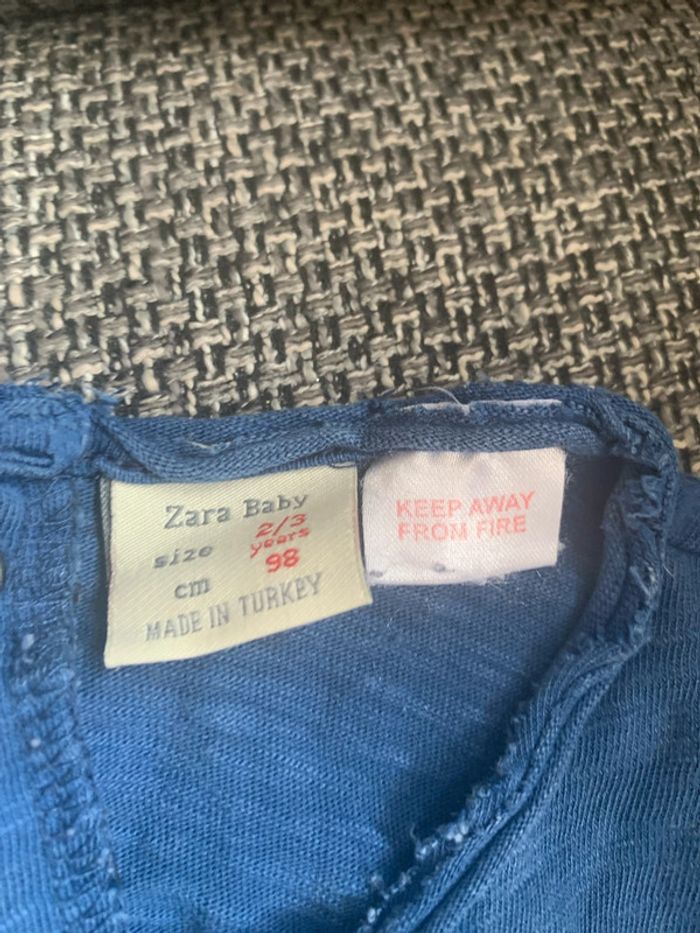 Zara Baby
size 2/3 years
cm 98
MADE IN TURKEY
KEEP AWAY
FROM FIRE